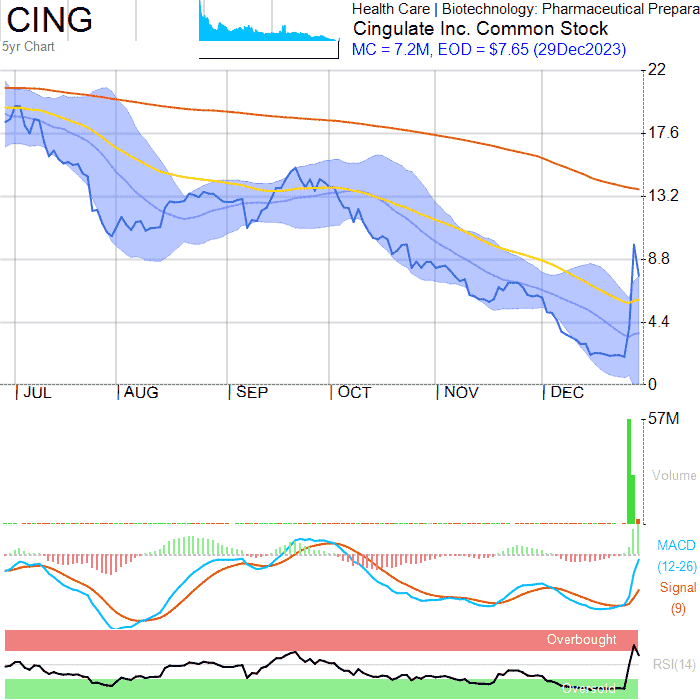 CING
5yr Chart
Health Care | Biotechnology: Pharmaceutical Prepara
Cingulate Inc. Common Stock
MC = 7.2M, EOD = $7.65 (29Dec2023)
22
17.6
13.2
8.8
4.4
0
JUL AUG SEP OCT NOV DEC
57M
Volume
MACD
(12-26)
Signal
(9)
Overbought
RSI(14)
Oversold